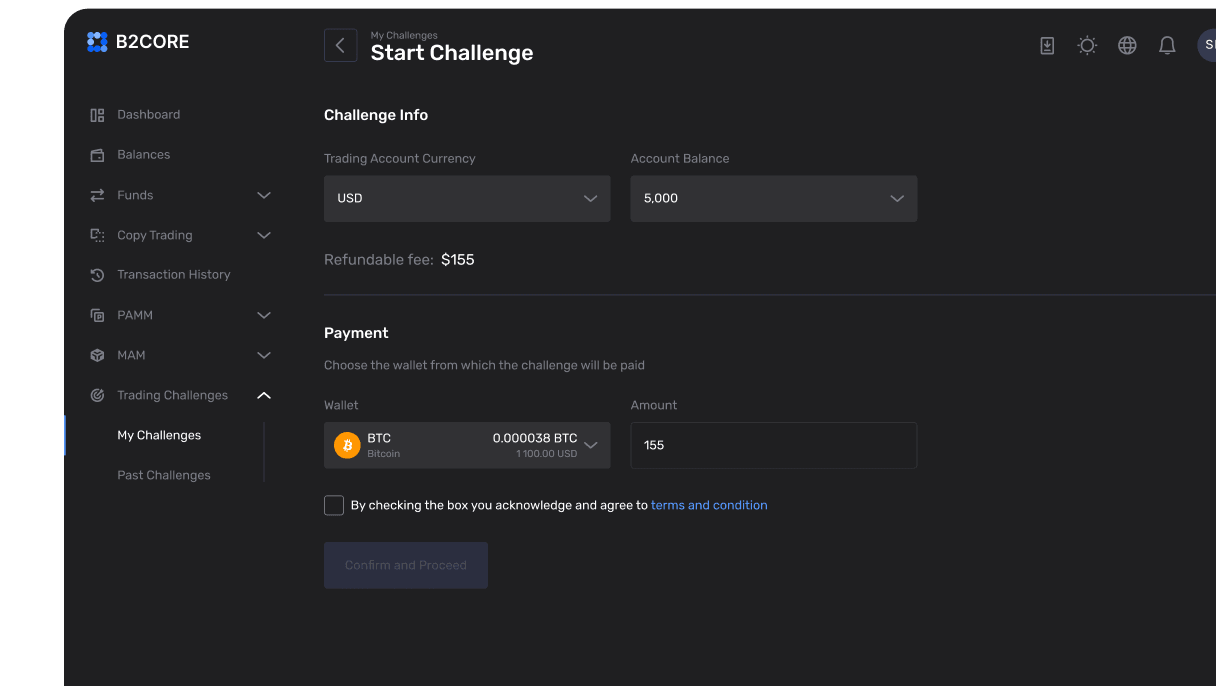 B2CORE
My Challenges
Start Challenge
Dashboard
Balances
Funds
Copy Trading
Transaction History
PAMM
MAM
Trading Challenges
My Challenges
Past Challenges
Challenge Info
Trading Account Currency
Account Balance
USD
5,000
Refundable fee: $155
Payment
Choose the wallet from which the challenge will be paid
Wallet
Amount
BTC
0.000038 BTC
Bitcoin
1 100.00 USD
155
By checking the box you acknowledge and agree to terms and condition
Confirm and Proceed